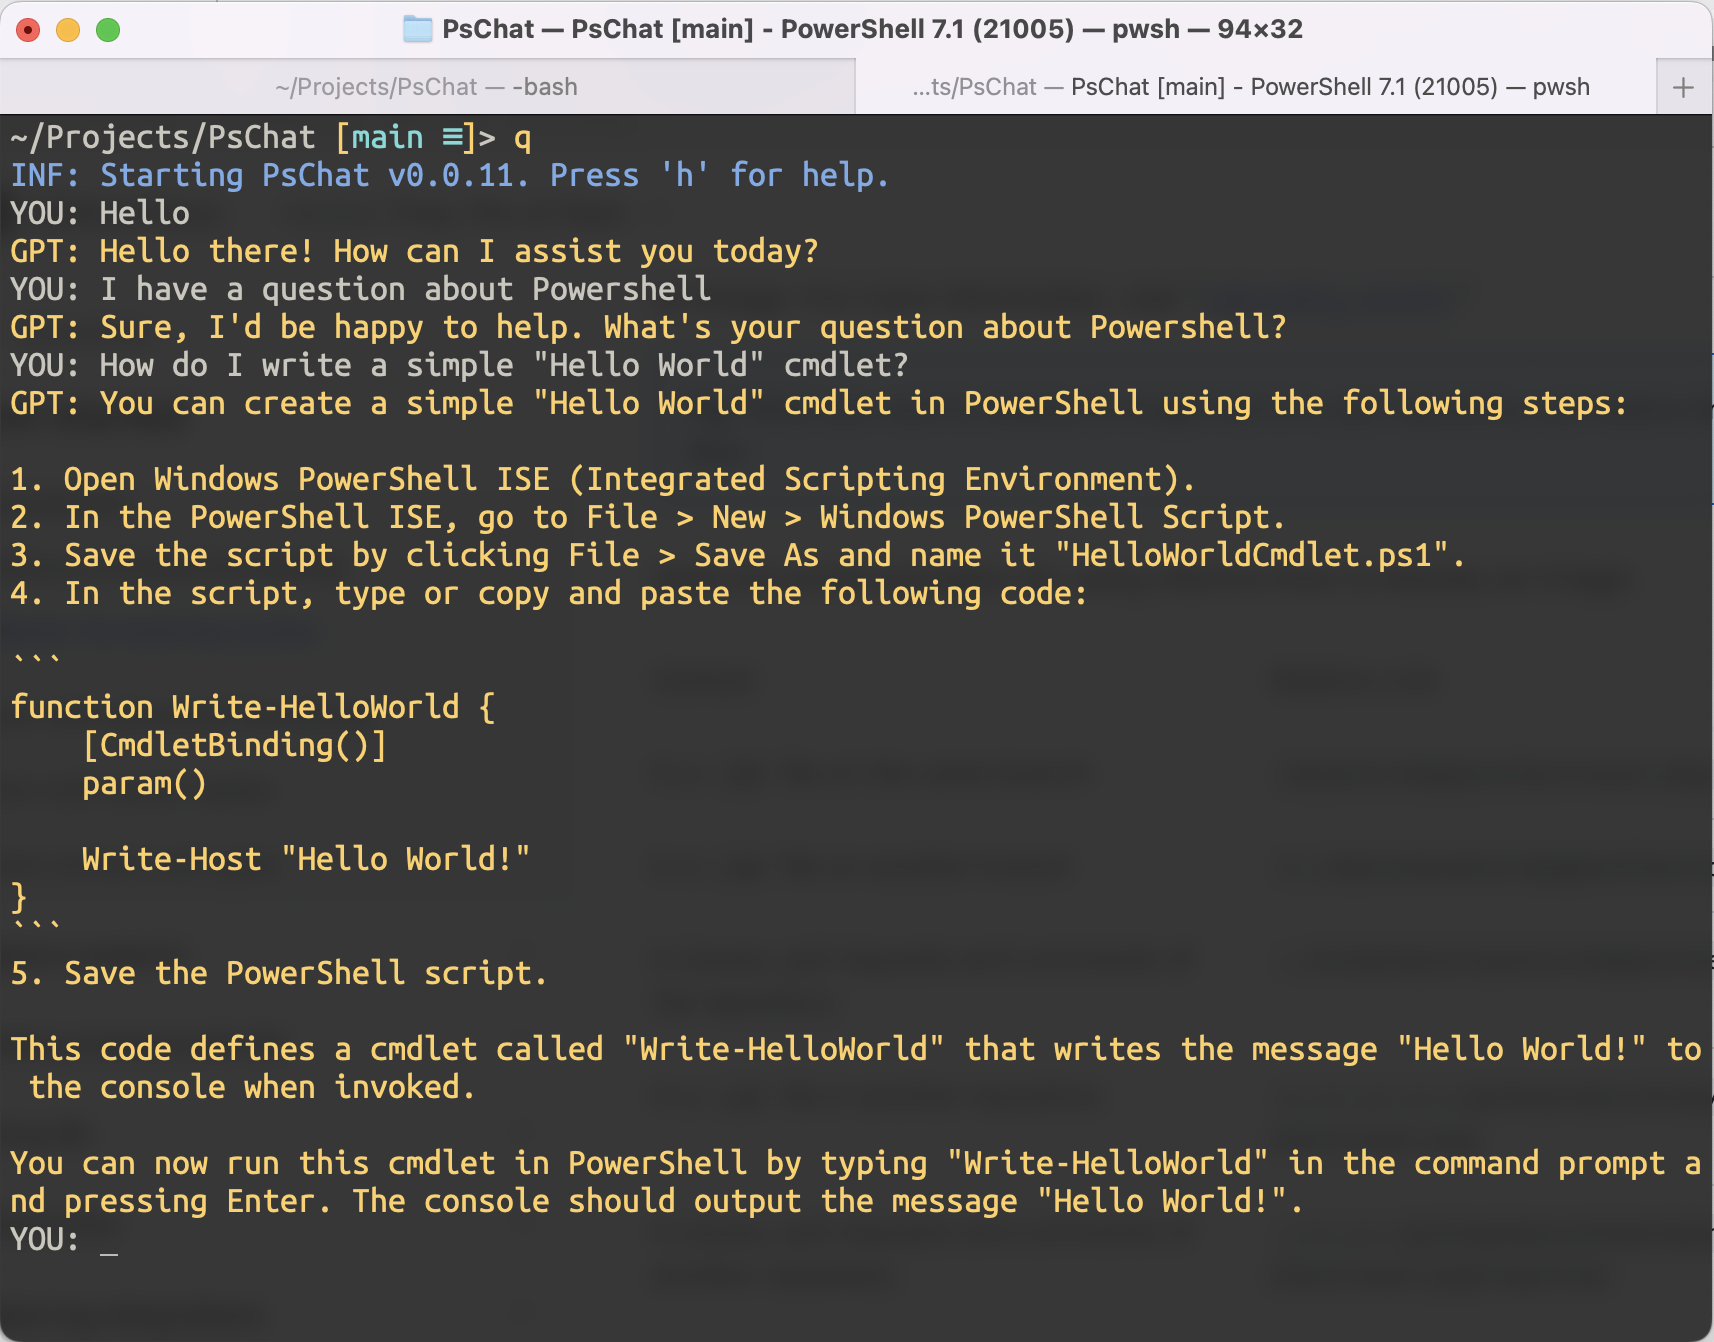 PsChat — PsChat [main] - PowerShell 7.1 (21005) — pwsh — 94×32
~/Projects/PsChat — -bash
...ts/PsChat — PsChat [main] - PowerShell 7.1 (21005) — pwsh
+
~/Projects/PsChat [main ≡]> q
INF: Starting PsChat v0.0.11. Press 'h' for help.
YOU: Hello
GPT: Hello there! How can I assist you today?
YOU: I have a question about Powershell
GPT: Sure, I'd be happy to help. What's your question about Powershell?
YOU: How do I write a simple "Hello World" cmdlet?
GPT: You can create a simple "Hello World" cmdlet in PowerShell using the following steps:

1. Open Windows PowerShell ISE (Integrated Scripting Environment).
2. In the PowerShell ISE, go to File > New > Windows PowerShell Script.
3. Save the script by clicking File > Save As and name it "HelloWorldCmdlet.ps1".
4. In the script, type or copy and paste the following code:

```
function Write-HelloWorld {
    [CmdletBinding()]
    param()

    Write-Host "Hello World!"
}
```
5. Save the PowerShell script.

This code defines a cmdlet called "Write-HelloWorld" that writes the message "Hello World!" to
 the console when invoked.

You can now run this cmdlet in PowerShell by typing "Write-HelloWorld" in the command prompt a
nd pressing Enter. The console should output the message "Hello World!".
YOU: _